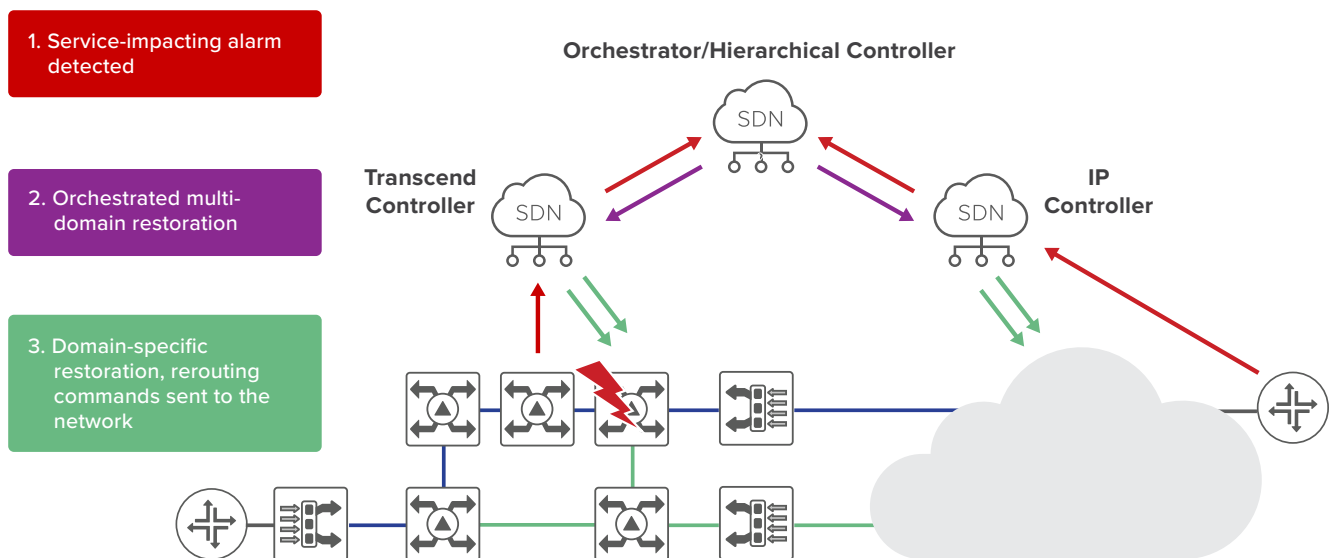 1. Service-impacting alarm
detected
Orchestrator/Hierarchical Controller
SDN
2. Orchestrated multi-
domain restoration
Transcend
Controller
SDN
SDN
IP
Controller
3. Domain-specific
restoration, rerouting
commands sent to the
network